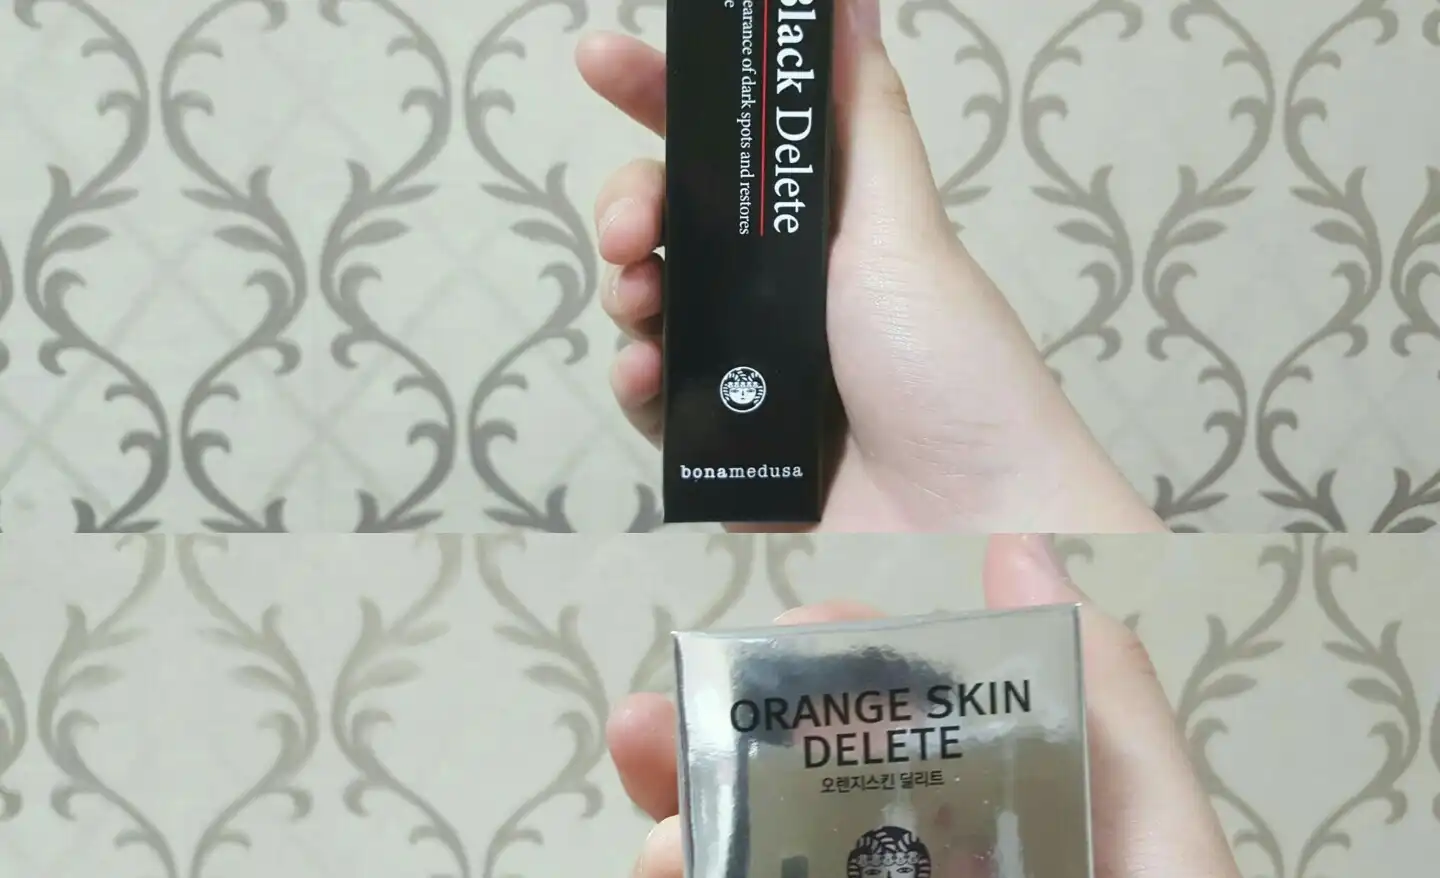 Black Delete
earance of dark spots and restores
e
bonamedusa
ORANGE SKIN
DELETE
오렌지스킨 딜리트